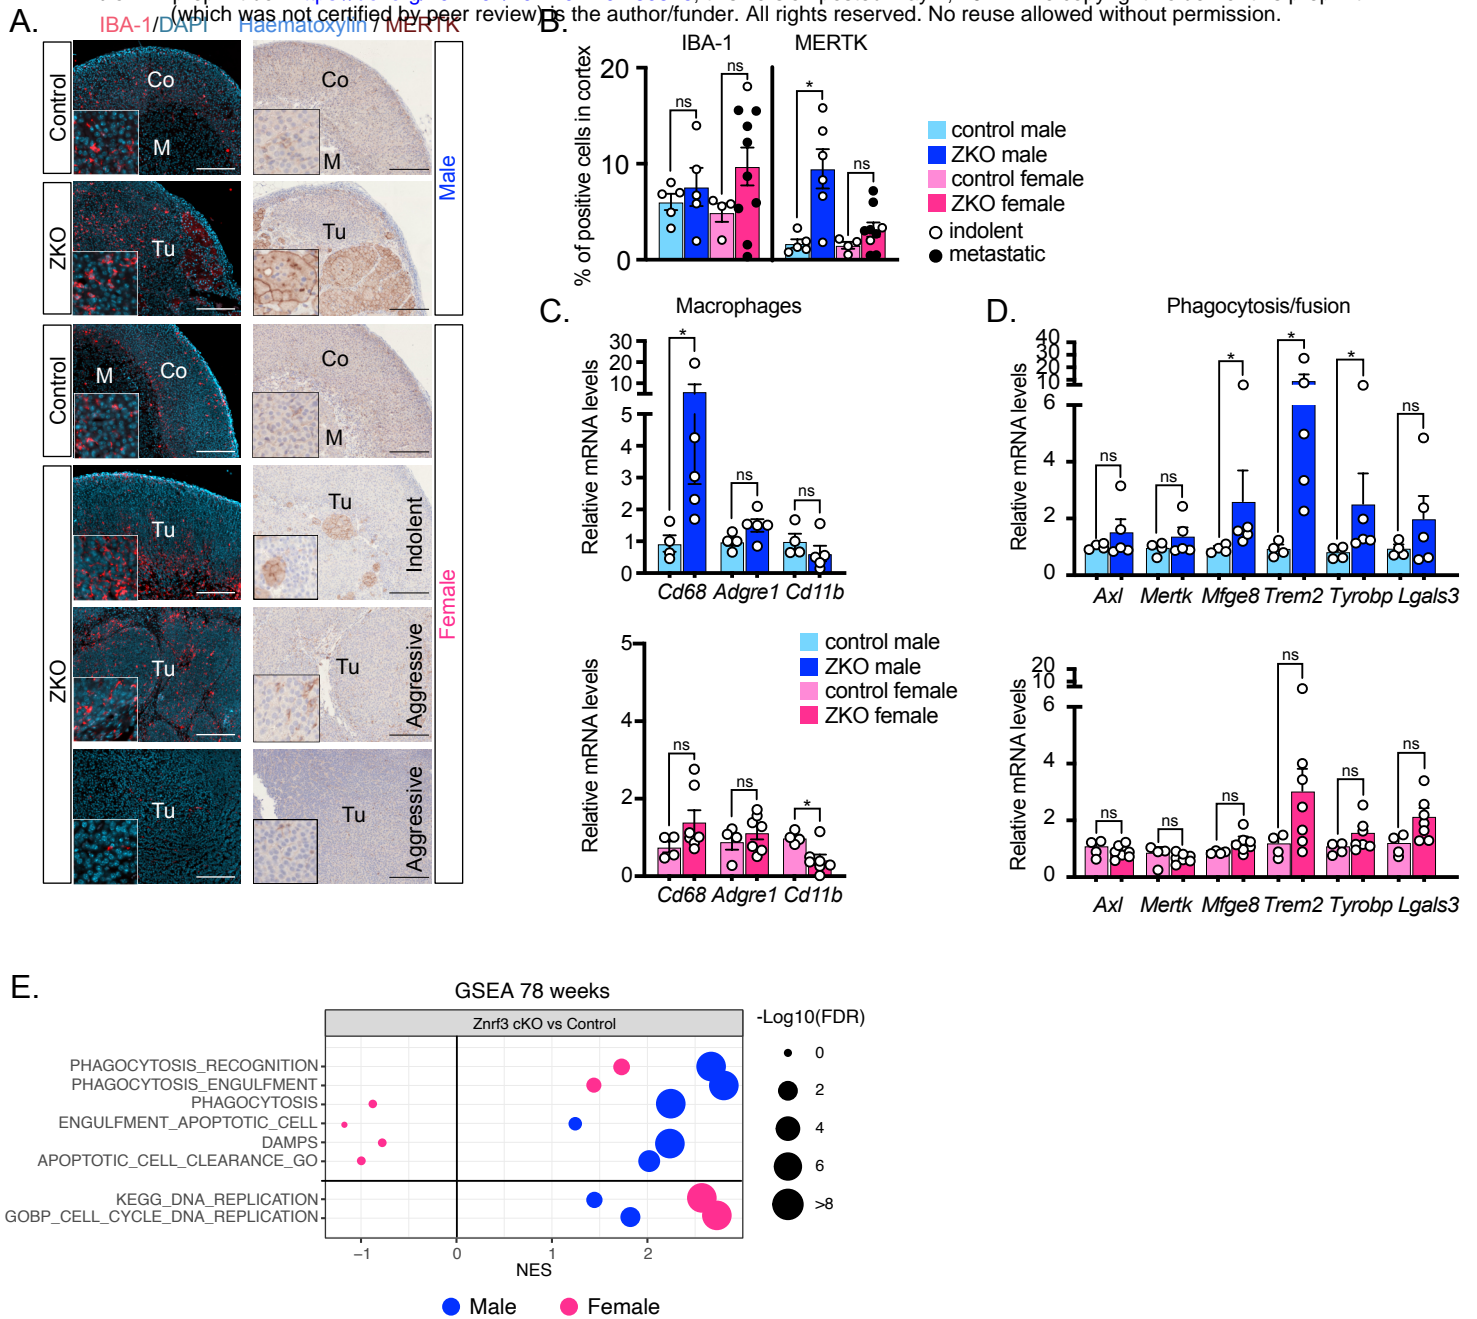 (which was not certified by peer review) is the author/funder. All rights reserved. No reuse allowed without permission.
A.
IBA-1/DAPI Haematoxylin / MERTK
Control
Co
M
Co
M
Male
ZKO
Tu
Tu
Control
M
Co
Co
M
Female
ZKO
Tu
Tu
Indolent
Tu
Tu
Aggressive
Tu
Tu
Aggressive
B.
IBA-1 MERTK
% of positive cells in cortex
20
10
0
ns
ns
*
ns
control male
ZKO male
control female
ZKO female
indolent
metastatic
C.
Macrophages
Relative mRNA levels
30
20
10
5
4
3
2
1
0
*
ns
ns
Cd68 Adgre1 Cd11b
Relative mRNA levels
5
4
2
0
ns
ns
*
Cd68 Adgre1 Cd11b
control male
ZKO male
control female
ZKO female
D.
Phagocytosis/fusion
Relative mRNA levels
40
30
20
10
6
4
2
0
ns
ns
*
*
*
ns
Axl Mertk Mfge8 Trem2 Tyrobp Lgals3
Relative mRNA levels
20
10
6
4
2
0
ns
ns
ns
ns
ns
ns
Axl Mertk Mfge8 Trem2 Tyrobp Lgals3
E.
GSEA 78 weeks
Znrf3 cKO vs Control
PHAGOCYTOSIS_RECOGNITION
PHAGOCYTOSIS_ENGULFMENT
PHAGOCYTOSIS
ENGULFMENT_APOPTOTIC_CELL
DAMPS
APOPTOTIC_CELL_CLEARANCE_GO
KEGG_DNA_REPLICATION
GOBP_CELL_CYCLE_DNA_REPLICATION
−1 0 1 2
NES
Male Female
-Log10(FDR)
0
2
4
6
>8